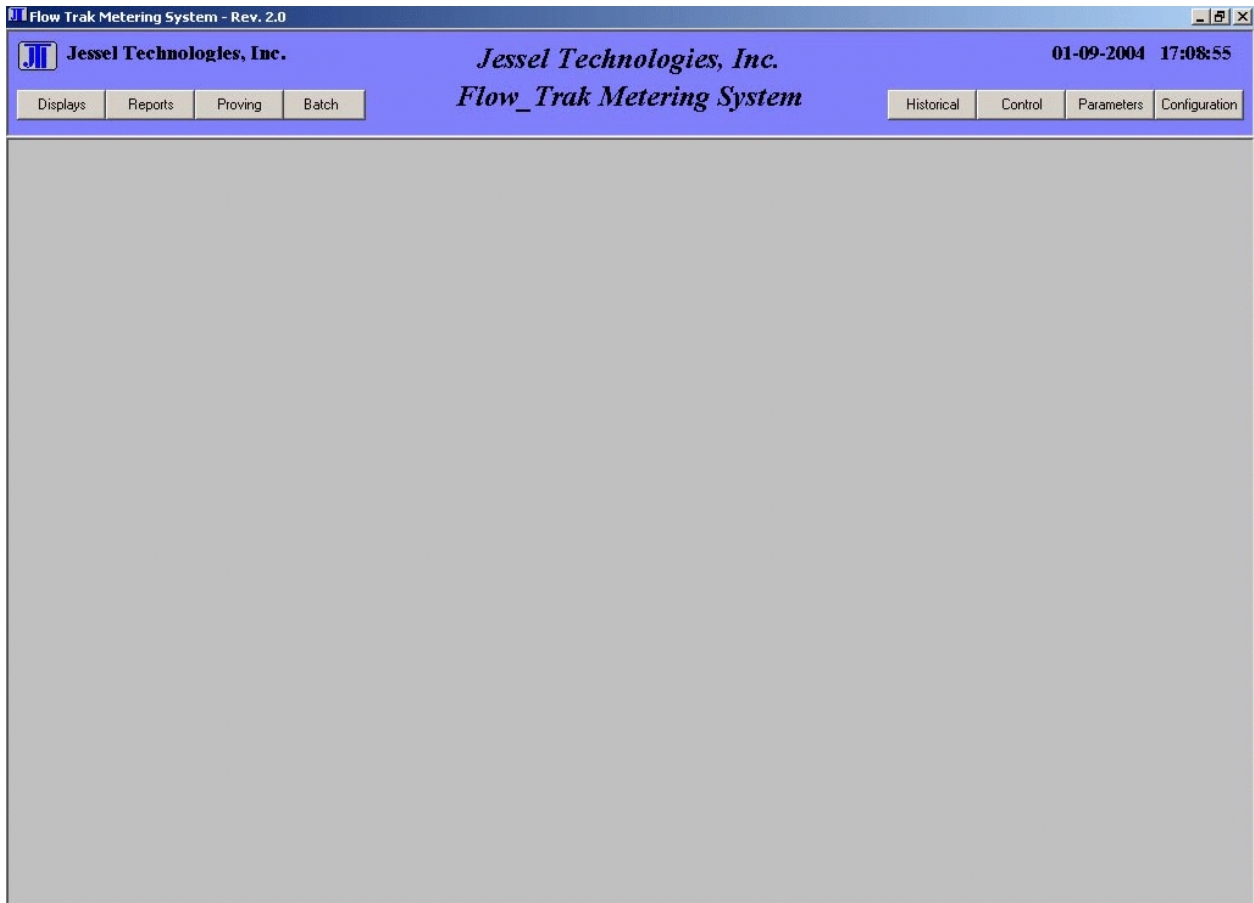 Flow Trak Metering System - Rev. 2.0
JTI Jessel Technologies, Inc.
Jessel Technologies, Inc.
Flow_Trak Metering System
01-09-2004 17:08:55
Displays Reports Proving Batch
Historical Control Parameters Configuration